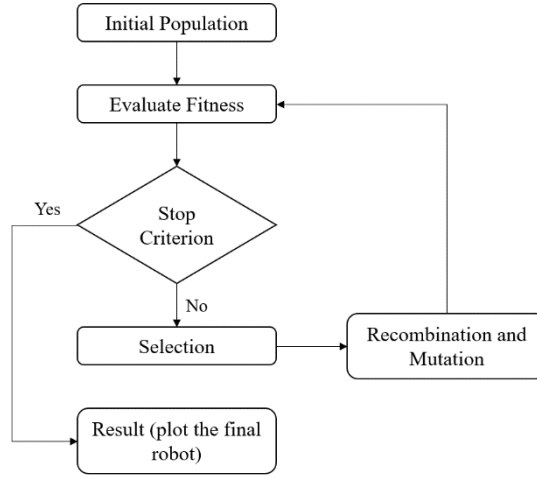 Initial Population
Evaluate Fitness
Yes
Stop
Criterion
No
Selection
Recombination and
Mutation
Result (plot the final
robot)